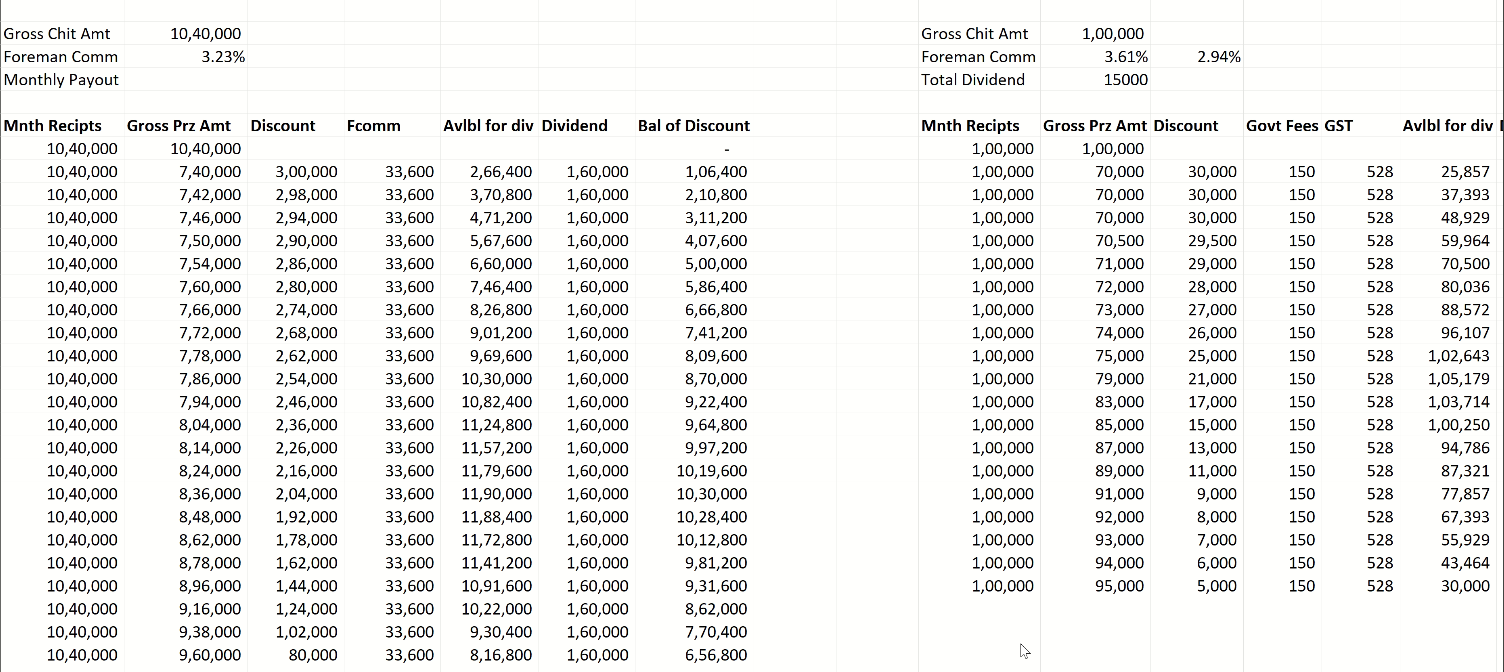 Gross Chit Amt 10,40,000 Gross Chit Amt 1,00,000
Foreman Comm 3.23% Foreman Comm 3.61% 2.94%
Monthly Payout Total Dividend 15000
Mnth Recipts Gross Prz Amt Discount Fcomm Avlbl for div Dividend Bal of Discount Mnth Recipts Gross Prz Amt Discount Govt Fees GST Avlbl for div
10,40,000 10,40,000 - 1,00,000 1,00,000
10,40,000 7,40,000 3,00,000 33,600 2,66,400 1,60,000 1,06,400 1,00,000 70,000 30,000 150 528 25,857
10,40,000 7,42,000 2,98,000 33,600 3,70,800 1,60,000 2,10,800 1,00,000 70,000 30,000 150 528 37,393
10,40,000 7,46,000 2,94,000 33,600 4,71,200 1,60,000 3,11,200 1,00,000 70,000 30,000 150 528 48,929
10,40,000 7,50,000 2,90,000 33,600 5,67,600 1,60,000 4,07,600 1,00,000 70,500 29,500 150 528 59,964
10,40,000 7,54,000 2,86,000 33,600 6,60,000 1,60,000 5,00,000 1,00,000 71,000 29,000 150 528 70,500
10,40,000 7,60,000 2,80,000 33,600 7,46,400 1,60,000 5,86,400 1,00,000 72,000 28,000 150 528 80,036
10,40,000 7,66,000 2,74,000 33,600 8,26,800 1,60,000 6,66,800 1,00,000 73,000 27,000 150 528 88,572
10,40,000 7,72,000 2,68,000 33,600 9,01,200 1,60,000 7,41,200 1,00,000 74,000 26,000 150 528 96,107
10,40,000 7,78,000 2,62,000 33,600 9,69,600 1,60,000 8,09,600 1,00,000 75,000 25,000 150 528 1,02,643
10,40,000 7,86,000 2,54,000 33,600 10,30,000 1,60,000 8,70,000 1,00,000 79,000 21,000 150 528 1,05,179
10,40,000 7,94,000 2,46,000 33,600 10,82,400 1,60,000 9,22,400 1,00,000 83,000 17,000 150 528 1,03,714
10,40,000 8,04,000 2,36,000 33,600 11,24,800 1,60,000 9,64,800 1,00,000 85,000 15,000 150 528 1,00,250
10,40,000 8,14,000 2,26,000 33,600 11,57,200 1,60,000 9,97,200 1,00,000 87,000 13,000 150 528 94,786
10,40,000 8,24,000 2,16,000 33,600 11,79,600 1,60,000 10,19,600 1,00,000 89,000 11,000 150 528 87,321
10,40,000 8,36,000 2,04,000 33,600 11,90,000 1,60,000 10,30,000 1,00,000 91,000 9,000 150 528 77,857
10,40,000 8,48,000 1,92,000 33,600 11,88,400 1,60,000 10,28,400 1,00,000 92,000 8,000 150 528 67,393
10,40,000 8,62,000 1,78,000 33,600 11,72,800 1,60,000 10,12,800 1,00,000 93,000 7,000 150 528 55,929
10,40,000 8,78,000 1,62,000 33,600 11,41,200 1,60,000 9,81,200 1,00,000 94,000 6,000 150 528 43,464
10,40,000 8,96,000 1,44,000 33,600 10,91,600 1,60,000 9,31,600 1,00,000 95,000 5,000 150 528 30,000
10,40,000 9,16,000 1,24,000 33,600 10,22,000 1,60,000 8,62,000
10,40,000 9,38,000 1,02,000 33,600 9,30,400 1,60,000 7,70,400
10,40,000 9,60,000 80,000 33,600 8,16,800 1,60,000 6,56,800